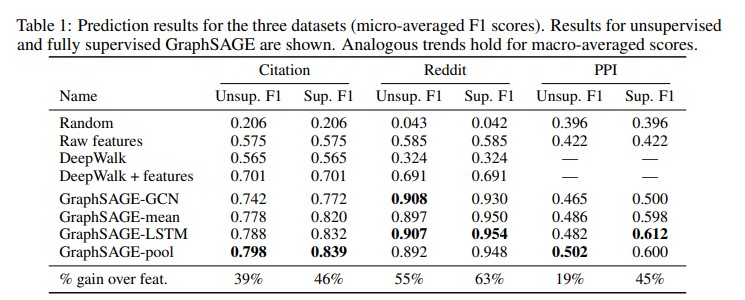 Table 1: Prediction results for the three datasets (micro-averaged F1 scores). Results for unsupervised
and fully supervised GraphSAGE are shown. Analogous trends hold for macro-averaged scores.
Citation Reddit PPI
Name Unsup. F1 Sup. F1 Unsup. F1 Sup. F1 Unsup. F1 Sup. F1
Random 0.206 0.206 0.043 0.042 0.396 0.396
Raw features 0.575 0.575 0.585 0.585 0.422 0.422
DeepWalk 0.565 0.565 0.324 0.324 — —
DeepWalk + features 0.701 0.701 0.691 0.691 — —
GraphSAGE-GCN 0.742 0.772 0.908 0.930 0.465 0.500
GraphSAGE-mean 0.778 0.820 0.897 0.950 0.486 0.598
GraphSAGE-LSTM 0.788 0.832 0.907 0.954 0.482 0.612
GraphSAGE-pool 0.798 0.839 0.892 0.948 0.502 0.600
% gain over feat. 39% 46% 55% 63% 19% 45%